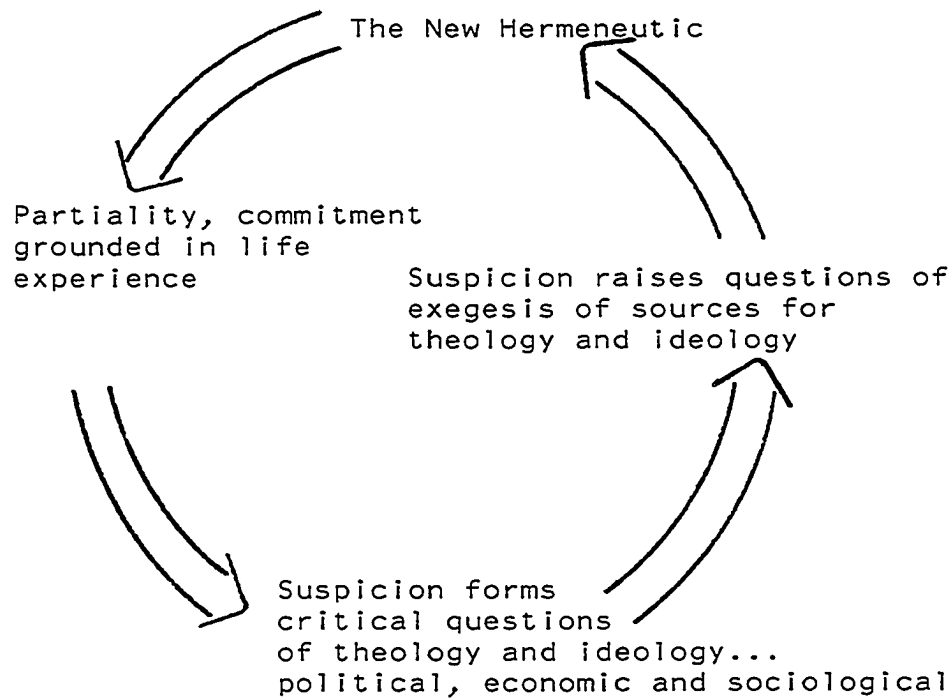 The New Hermeneutic
Partiality, commitment
grounded in life
experience
Suspicion raises questions of
exegesis of sources for
theology and ideology
Suspicion forms
critical questions
of theology and ideology...
political, economic and sociological